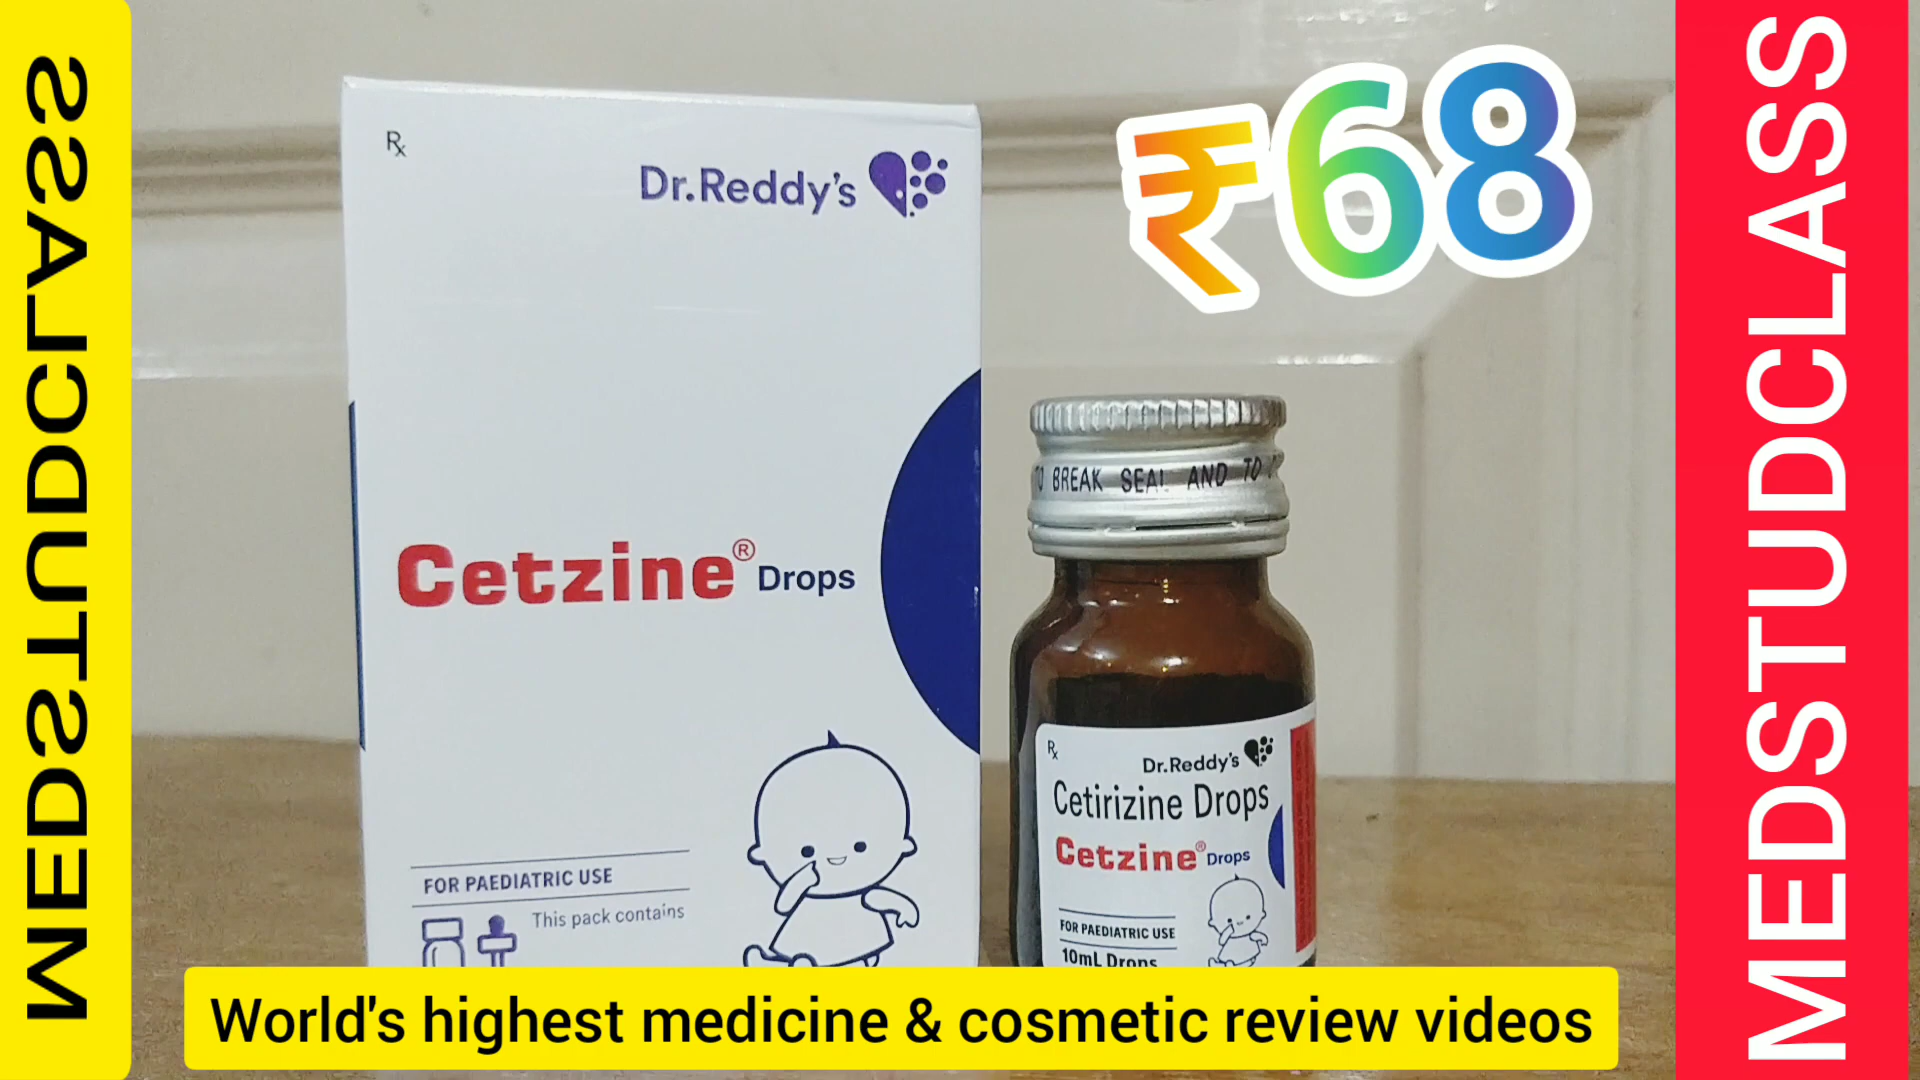 MEDSTUDCLASS
Rx
Dr.Reddy's
Cetzine® Drops
FOR PAEDIATRIC USE
This pack contains
₹68
BREAK SEAL AND TO
Rx
Dr.Reddy's
Cetirizine Drops
Cetzine® Drops
FOR PAEDIATRIC USE
10mL Drops
World's highest medicine & cosmetic review videos
MEDSTUDCLASS